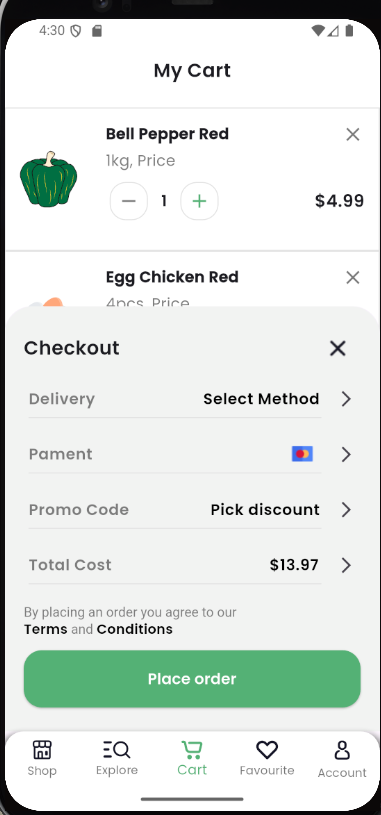 4:30
My Cart
Bell Pepper Red
1kg, Price
1
$4.99
Egg Chicken Red
4pcs, Price
Checkout
Delivery Select Method
Pament
Promo Code Pick discount
Total Cost $13.97
By placing an order you agree to our
Terms and Conditions
Place order
Shop Explore Cart Favourite Account